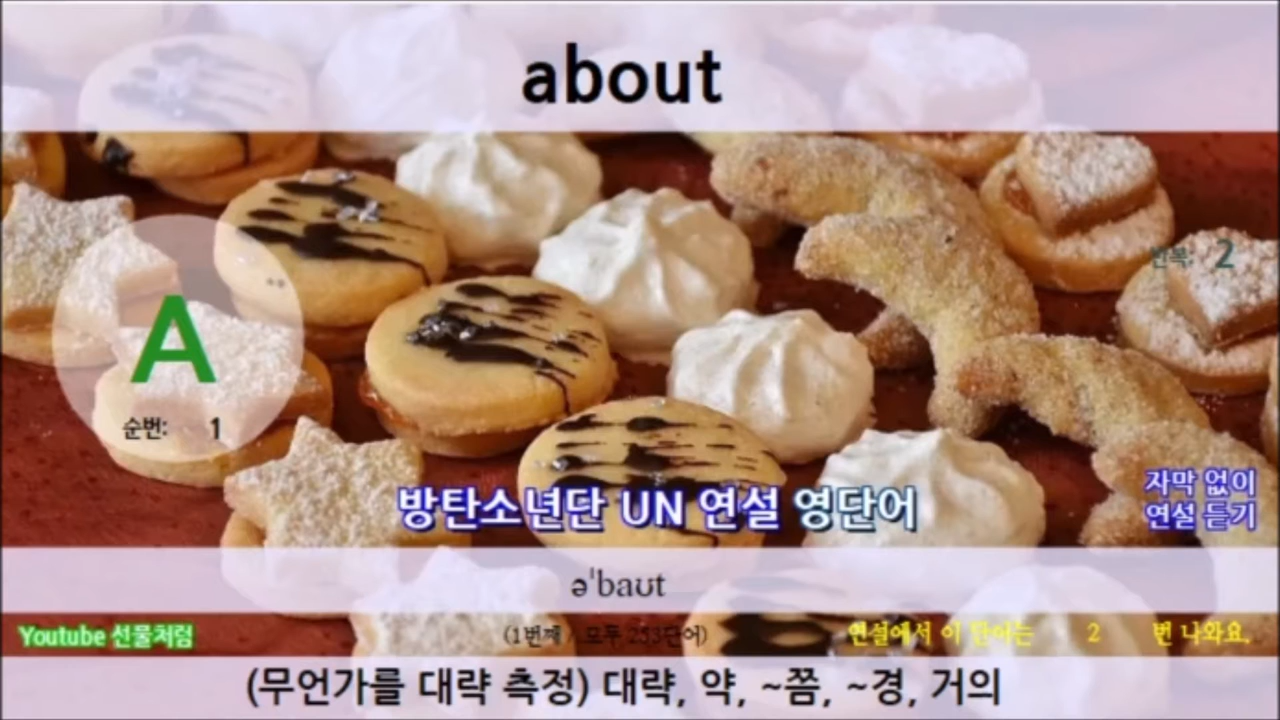 about
반복: 2
A
순번: 1
자막 없이
연설 듣기
방탄소년단 UN 연설 영단어
əˈbaʊt
Youtube 선물처럼
(1번째 / 모두 253단어)
연설에서 이 단어는 2 번 나와요.
(무언가를 대략 측정) 대략, 약, ~쯤, ~경, 거의